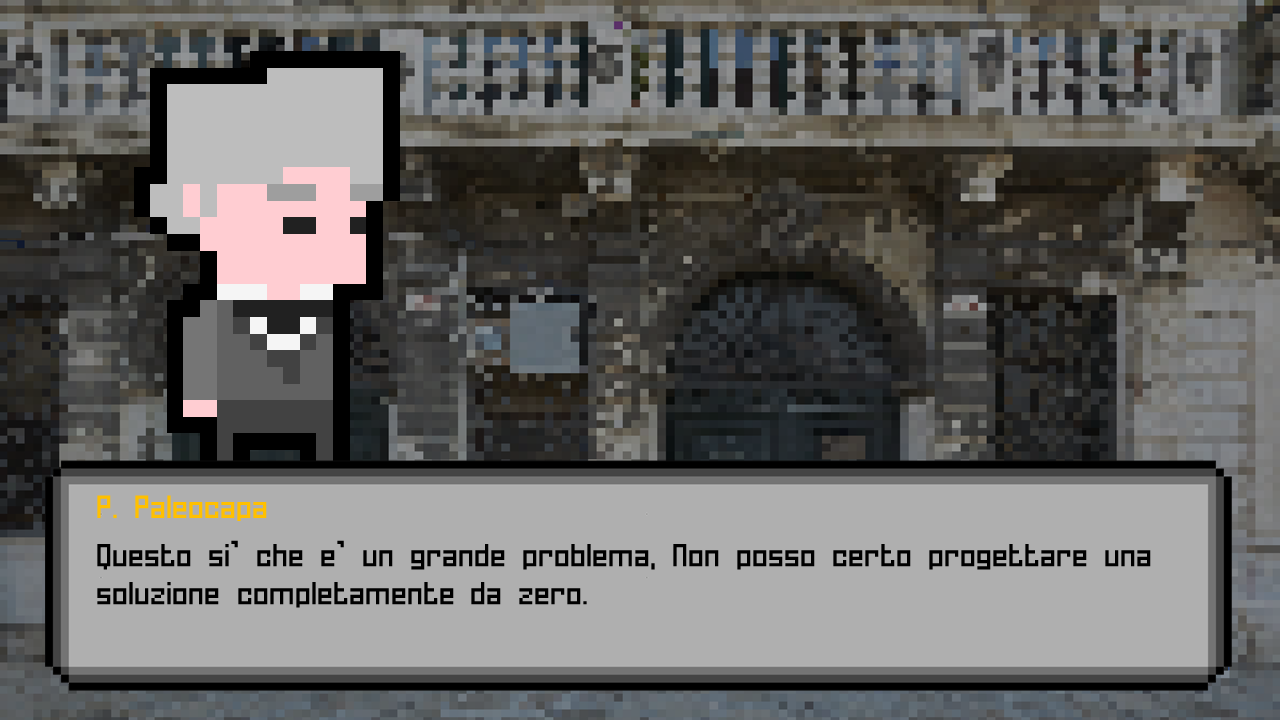 P. Paleocapa
Questo si` che e` un grande problema, Non posso certo progettare una
soluzione completamente da zero.